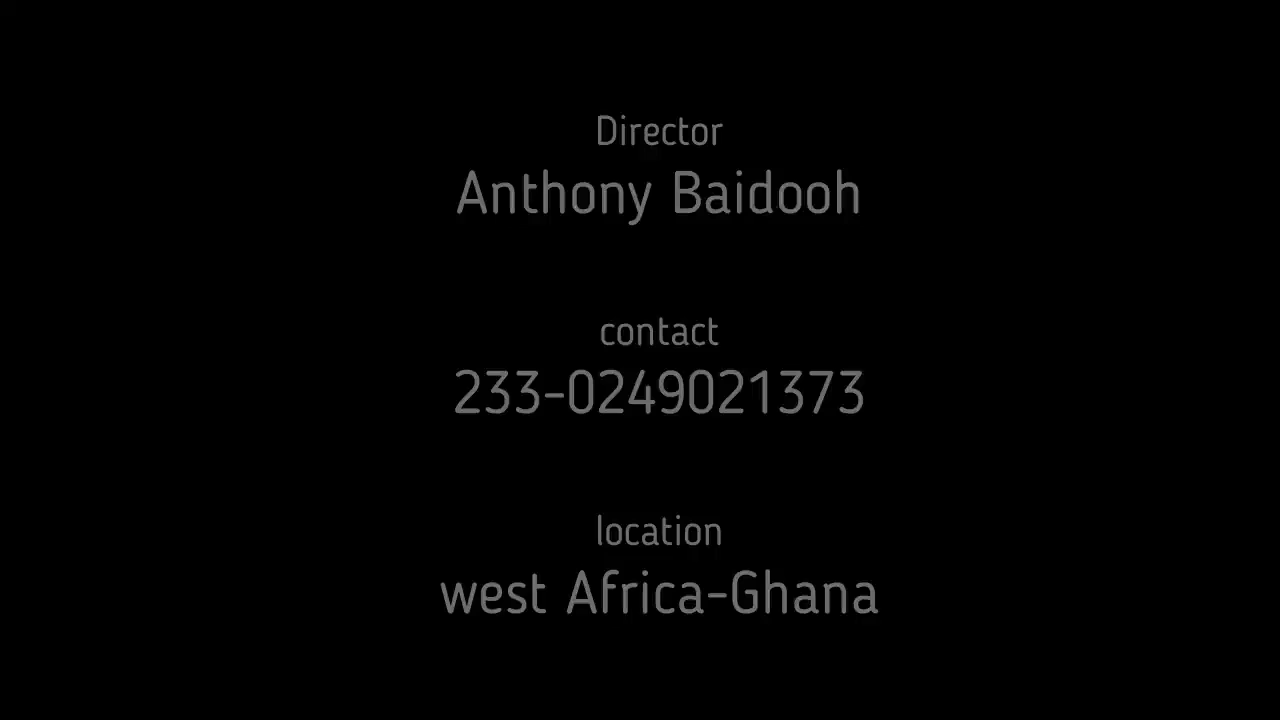 Director
Anthony Baidooh
contact
233-0249021373
location
west Africa-Ghana